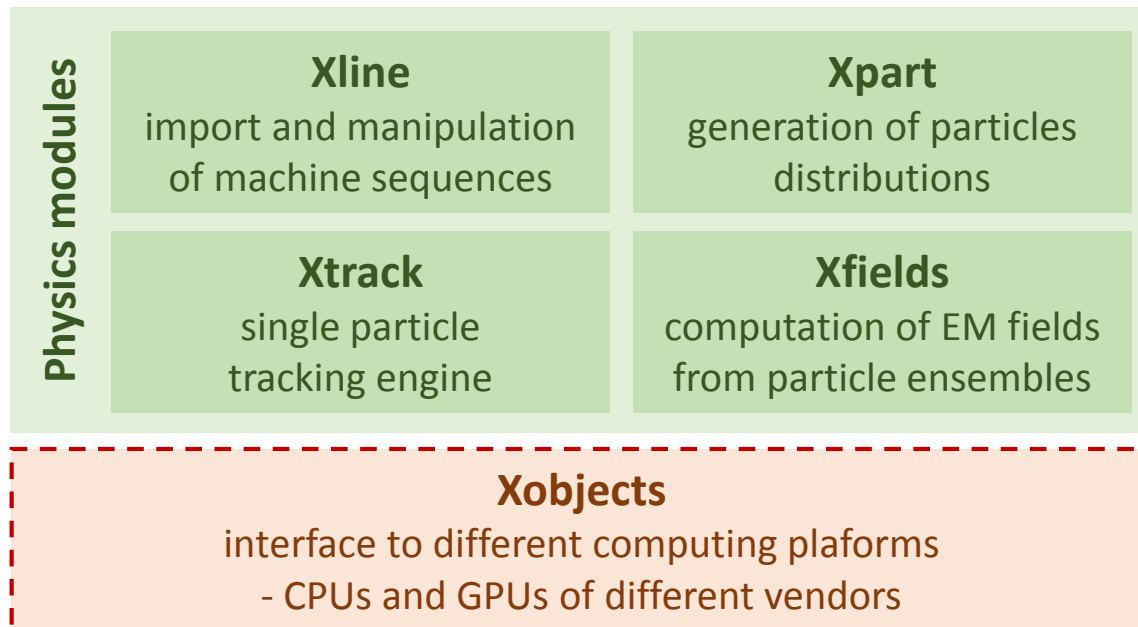 Physics modules
Xline
import and manipulation
of machine sequences
Xpart
generation of particles
distributions
Xtrack
single particle
tracking engine
Xfields
computation of EM fields
from particle ensembles
Xobjects
interface to different computing plaforms
- CPUs and GPUs of different vendors